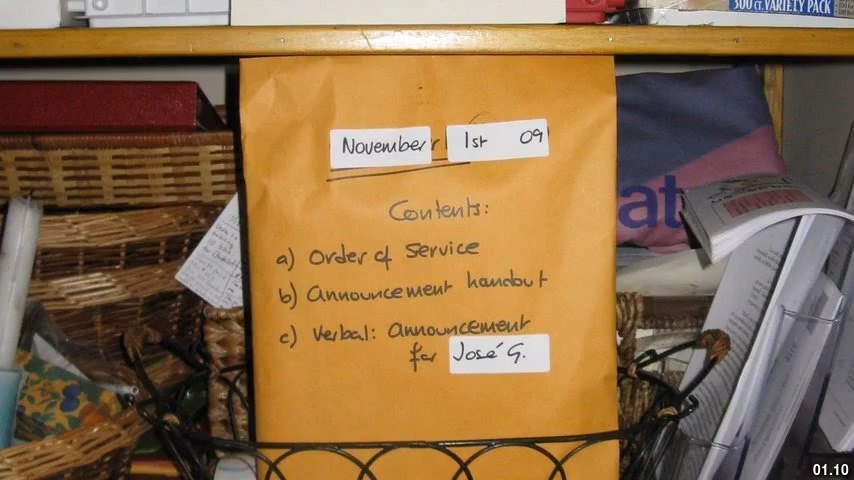 300 CT. VARIETY PACK
November 1st 09
Contents:
a) Order of Service
b) Announcement handout
c) Verbal: Announcement
for José G.
at
01.10